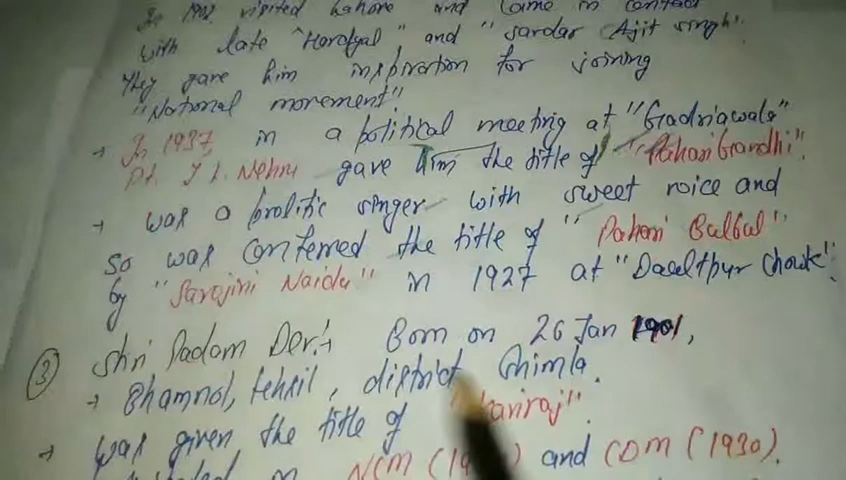 visited Lahore and came in contact
with late "Hardyal" and "sardar Ajit singh".
They gave him inspiration for joining
"National movement"
→ In 1937, in a political meeting at "Gadriawala"
Pt. J. L. Nehru gave him the title of "Pahari Gandhi".
→ was a prolific singer with sweet voice and
so was conferred the title of "Pahari Bulbul"
by "Sarojini Naidu" in 1927 at "Daulatpur Chowk".
③ Shri Padam Dev:- Born on 26 Jan 1901,
→ Bhamnol, tehsil, district Shimla.
→ was given the title of
NCM and CDM (1930).